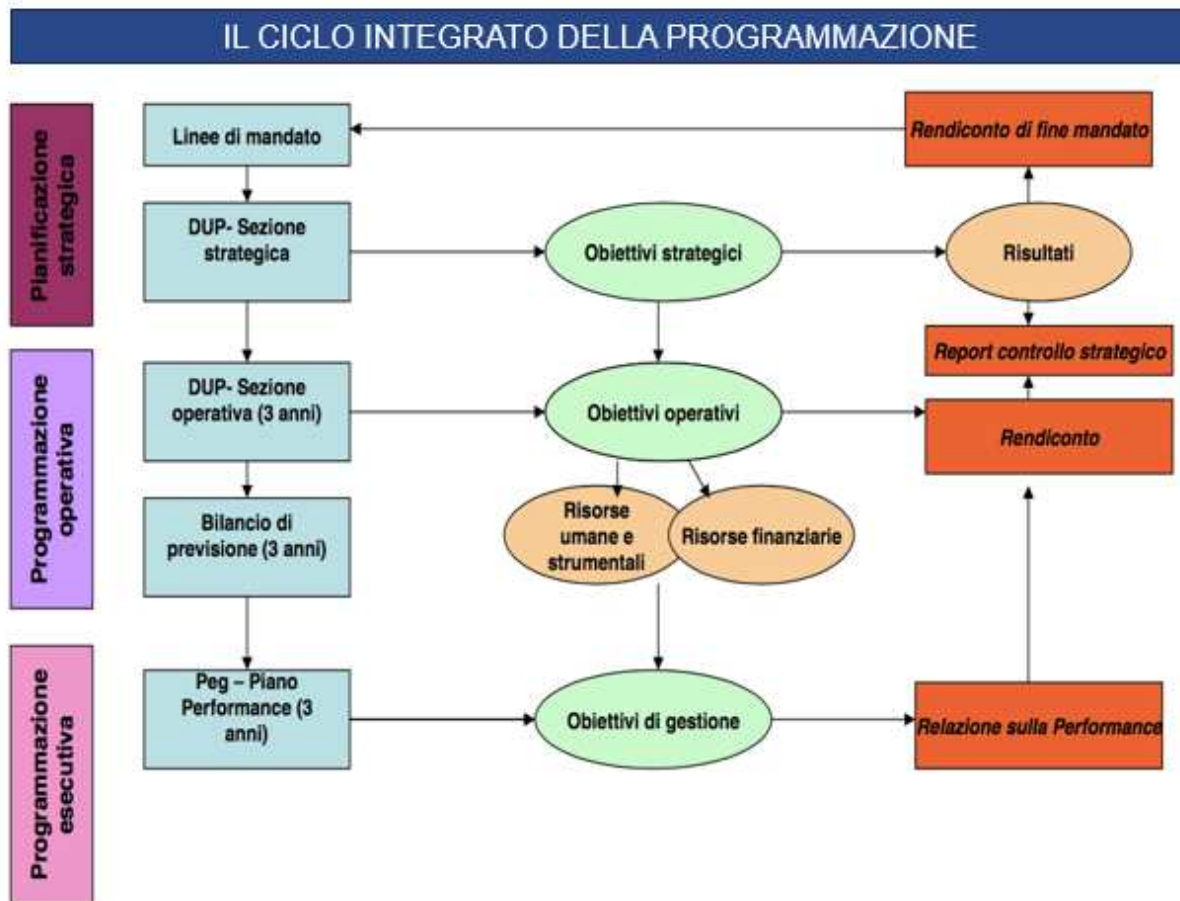 IL CICLO INTEGRATO DELLA PROGRAMMAZIONE
Pianificazione
strategica
Linee di mandato
Rendiconto di fine mandato
DUP- Sezione
strategica
Obiettivi strategici
Risultati
Report controllo strategico
Programmazione
operativa
DUP- Sezione
operativa (3 anni)
Obiettivi operativi
Rendiconto
Bilancio di
previsione (3 anni)
Risorse
umane e
strumentali
Risorse finanziarie
Programmazione
esecutiva
Peg – Piano
Performance (3
anni)
Obiettivi di gestione
Relazione sulla Performance